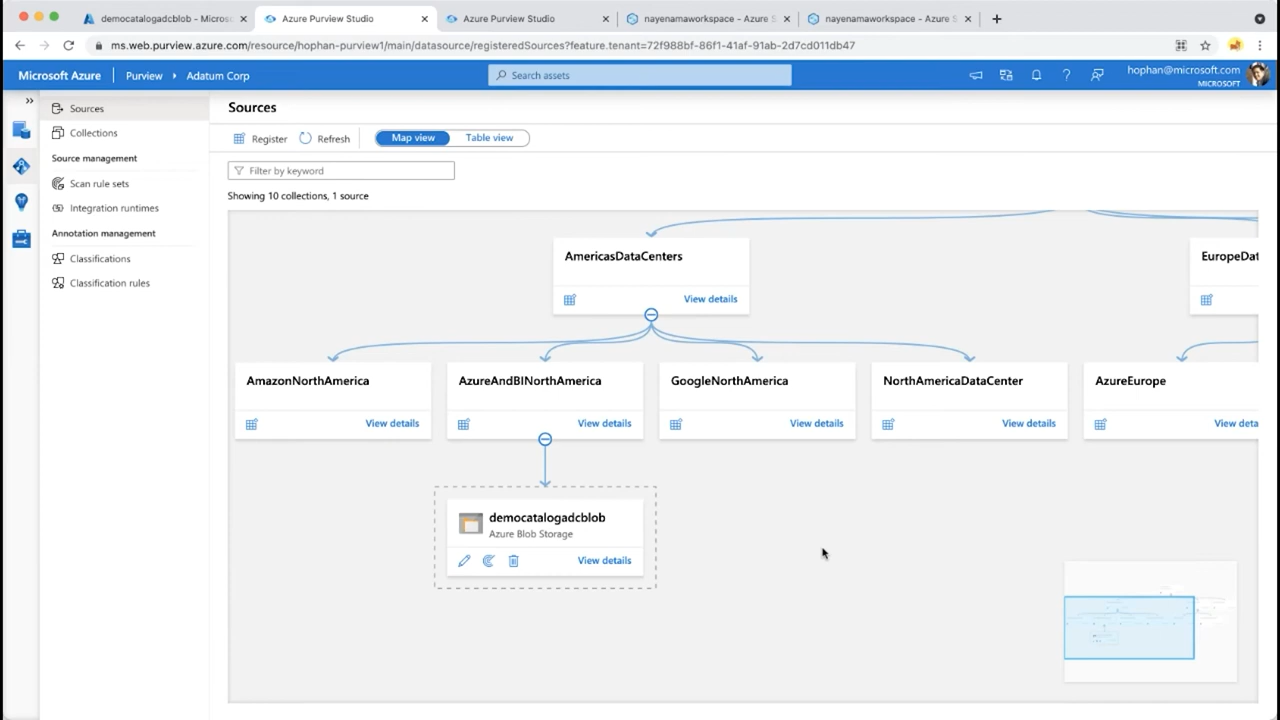 democatalogadcblob - Micros
Azure Purview Studio
Azure Purview Studio
nayenamaworkspace - Azure S
nayenamaworkspace - Azure S
ms.web.purview.azure.com/resource/hophan-purview1/main/datasource/registeredSources?feature.tenant=72f988bf-86f1-41af-91ab-2d7cd011db47
Microsoft Azure
Purview
Adatum Corp
Search assets
hophan@microsoft.com
MICROSOFT
Sources
Collections
Source management
Scan rule sets
Integration runtimes
Annotation management
Classifications
Classification rules
Sources
Register
Refresh
Map view
Table view
Filter by keyword
Showing 10 collections, 1 source
AmericasDataCenters
View details
EuropeDat
AmazonNorthAmerica
View details
AzureAndBINorthAmerica
View details
GoogleNorthAmerica
View details
NorthAmericaDataCenter
View details
AzureEurope
View deta
democatalogadcblob
Azure Blob Storage
View details